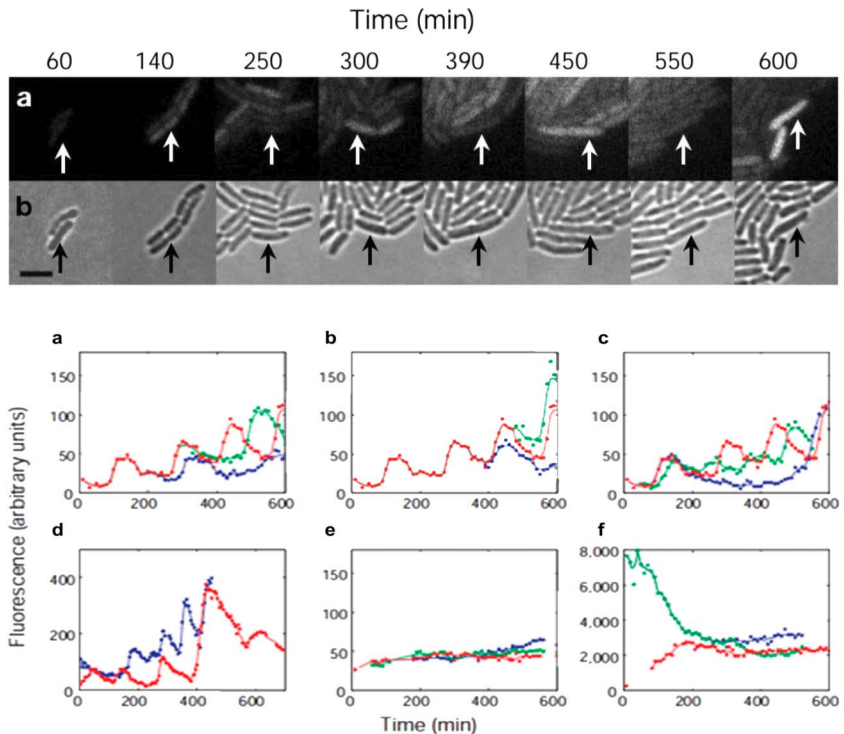 Time (min)
60 140 250 300 390 450 550 600
a
b
a b c
150 150 150
100 100 100
50 50 50
0 0 0
0 200 400 600 0 200 400 600 0 200 400 600
Fluorescence (arbitrary units)
d e f
400 150 8,000
6,000
100
200 4,000
50
2,000
0 0 0
0 200 400 600 0 200 400 600 0 200 400 600
Time (min)